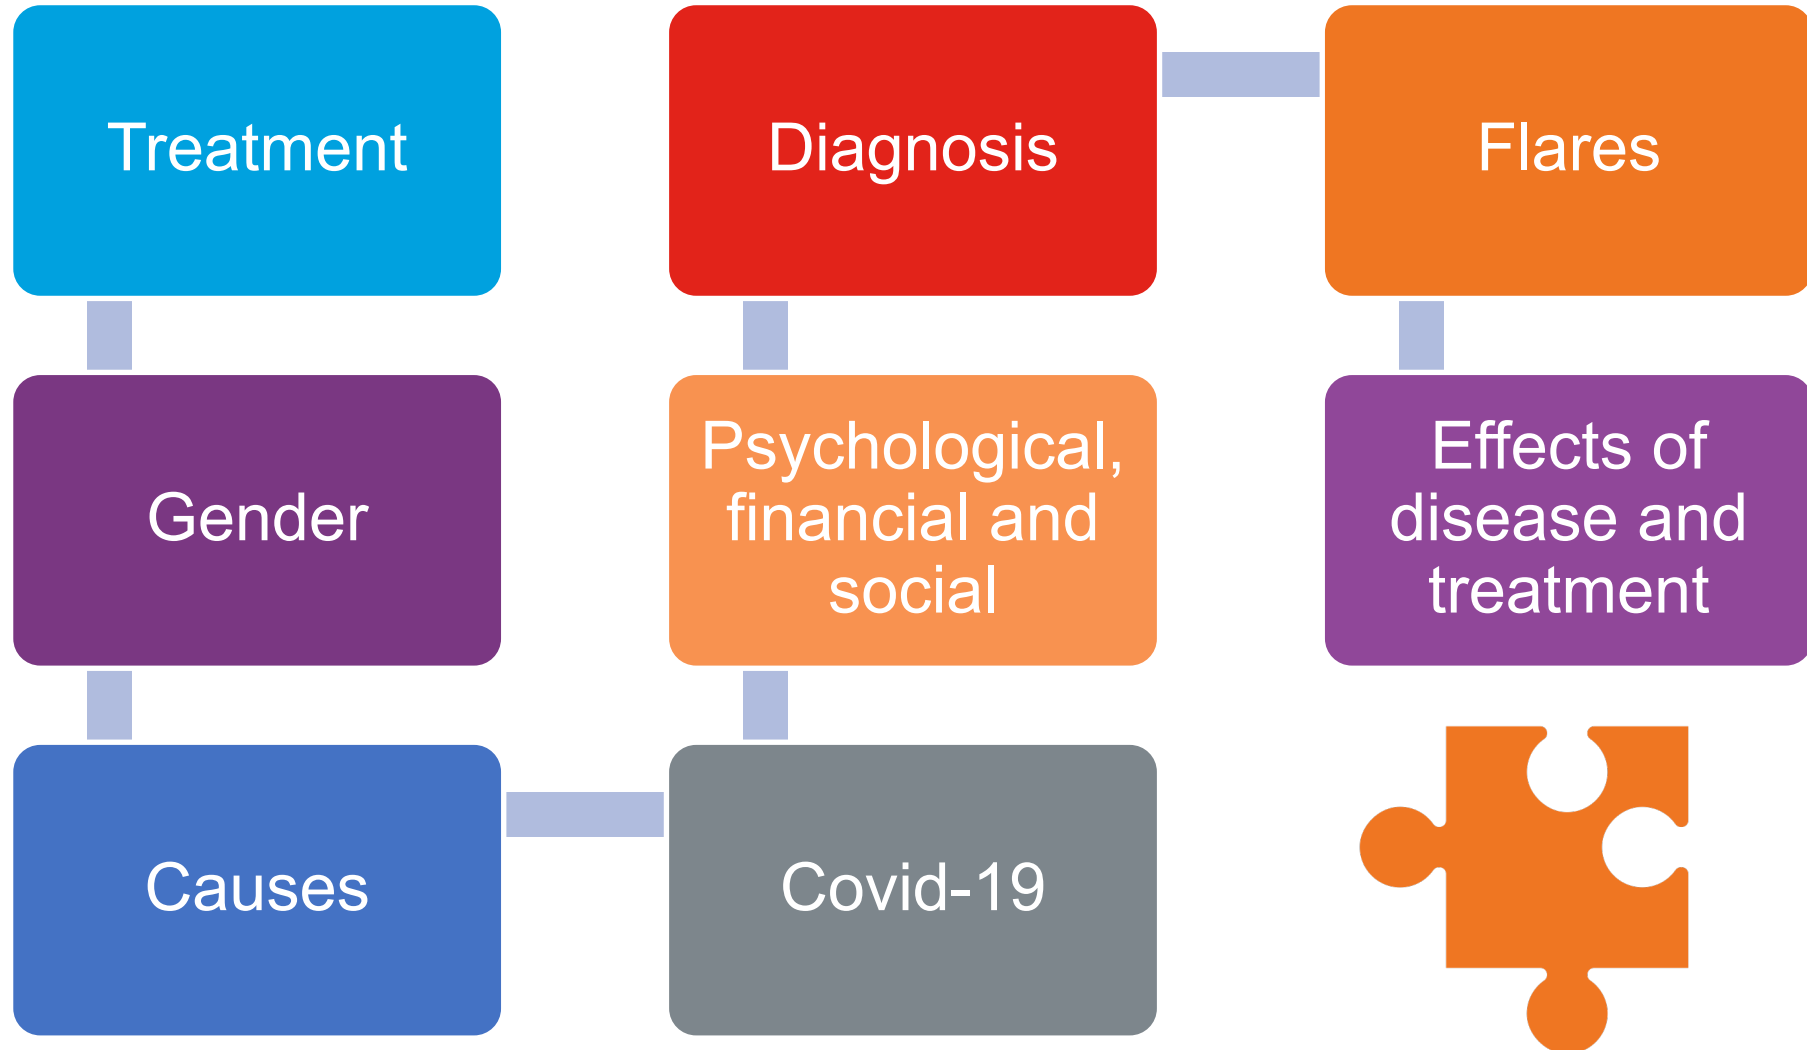 Treatment
Gender
Causes
Covid-19
Psychological,
financial and
social
Diagnosis
Flares
Effects of
disease and
treatment